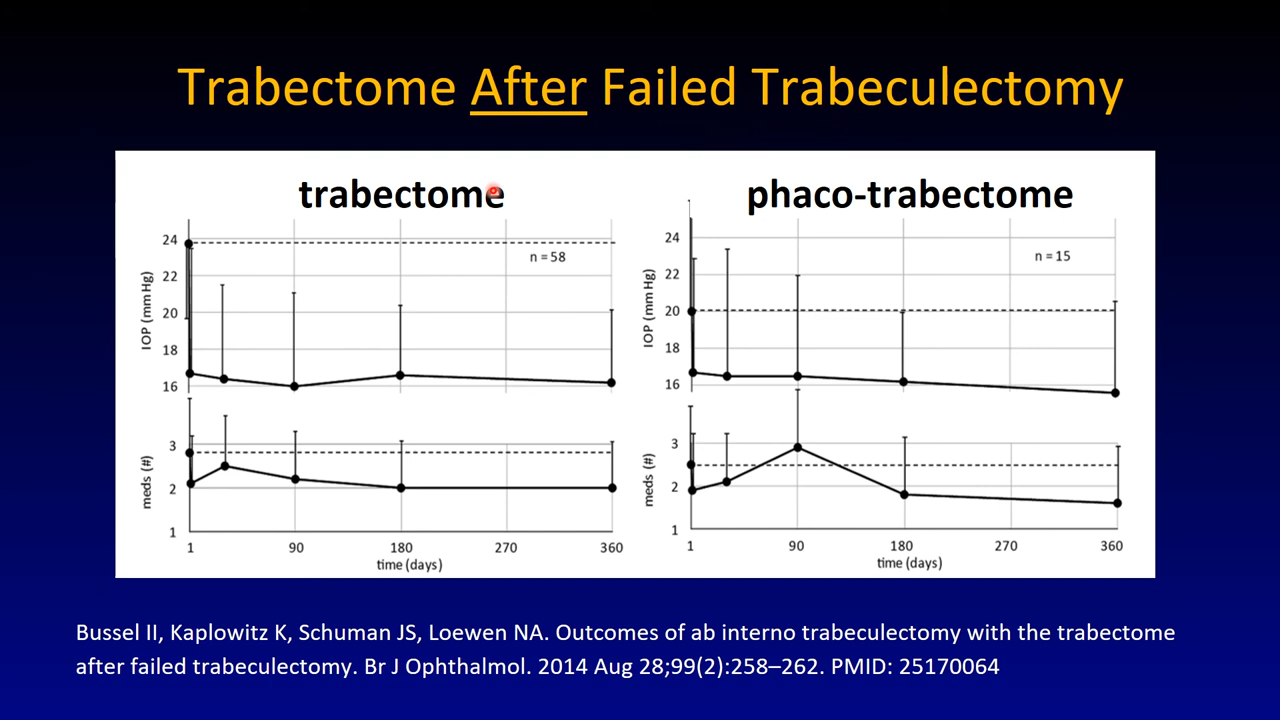 Trabectome After Failed Trabeculectomy
trabectome
24
22
20
18
16
IOP (mm Hg)
n = 58
3
2
1
meds (#)
1 90 180 270 360
time (days)
phaco-trabectome
24
22
20
18
16
IOP (mm Hg)
n = 15
3
2
1
meds (#)
1 90 180 270 360
time (days)
Bussel II, Kaplowitz K, Schuman JS, Loewen NA. Outcomes of ab interno trabeculectomy with the trabectome
after failed trabeculectomy. Br J Ophthalmol. 2014 Aug 28;99(2):258–262. PMID: 25170064